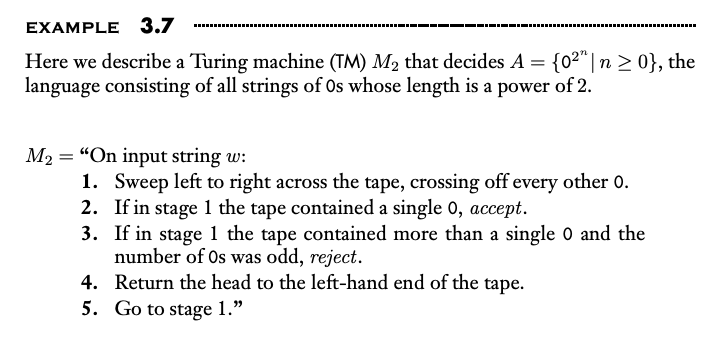 EXAMPLE 3.7
Here we describe a Turing machine (TM) M₂ that decides A = {0^{2^n} | n ≥ 0}, the
language consisting of all strings of 0s whose length is a power of 2.
M₂ = “On input string w:
1. Sweep left to right across the tape, crossing off every other 0.
2. If in stage 1 the tape contained a single 0, accept.
3. If in stage 1 the tape contained more than a single 0 and the
number of 0s was odd, reject.
4. Return the head to the left-hand end of the tape.
5. Go to stage 1.”